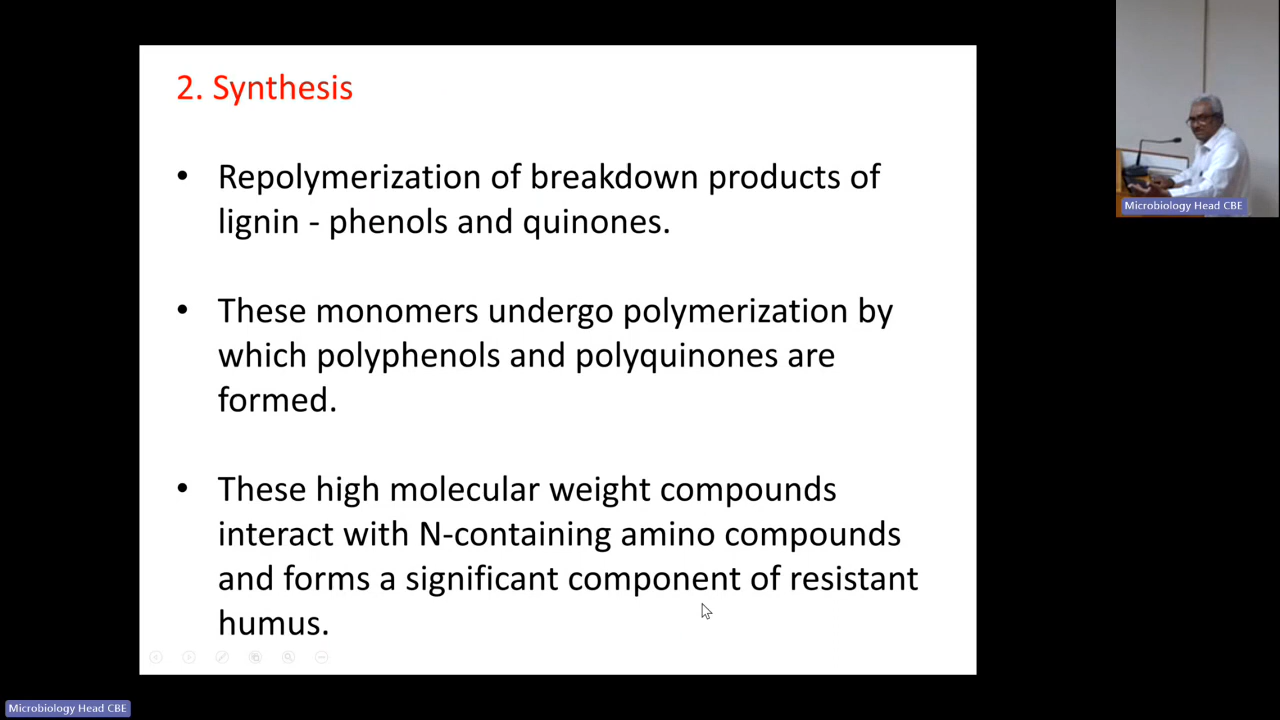 2. Synthesis
• Repolymerization of breakdown products of
lignin - phenols and quinones.
• These monomers undergo polymerization by
which polyphenols and polyquinones are
formed.
• These high molecular weight compounds
interact with N-containing amino compounds
and forms a significant component of resistant
humus.
Microbiology Head CBE
Microbiology Head CBE